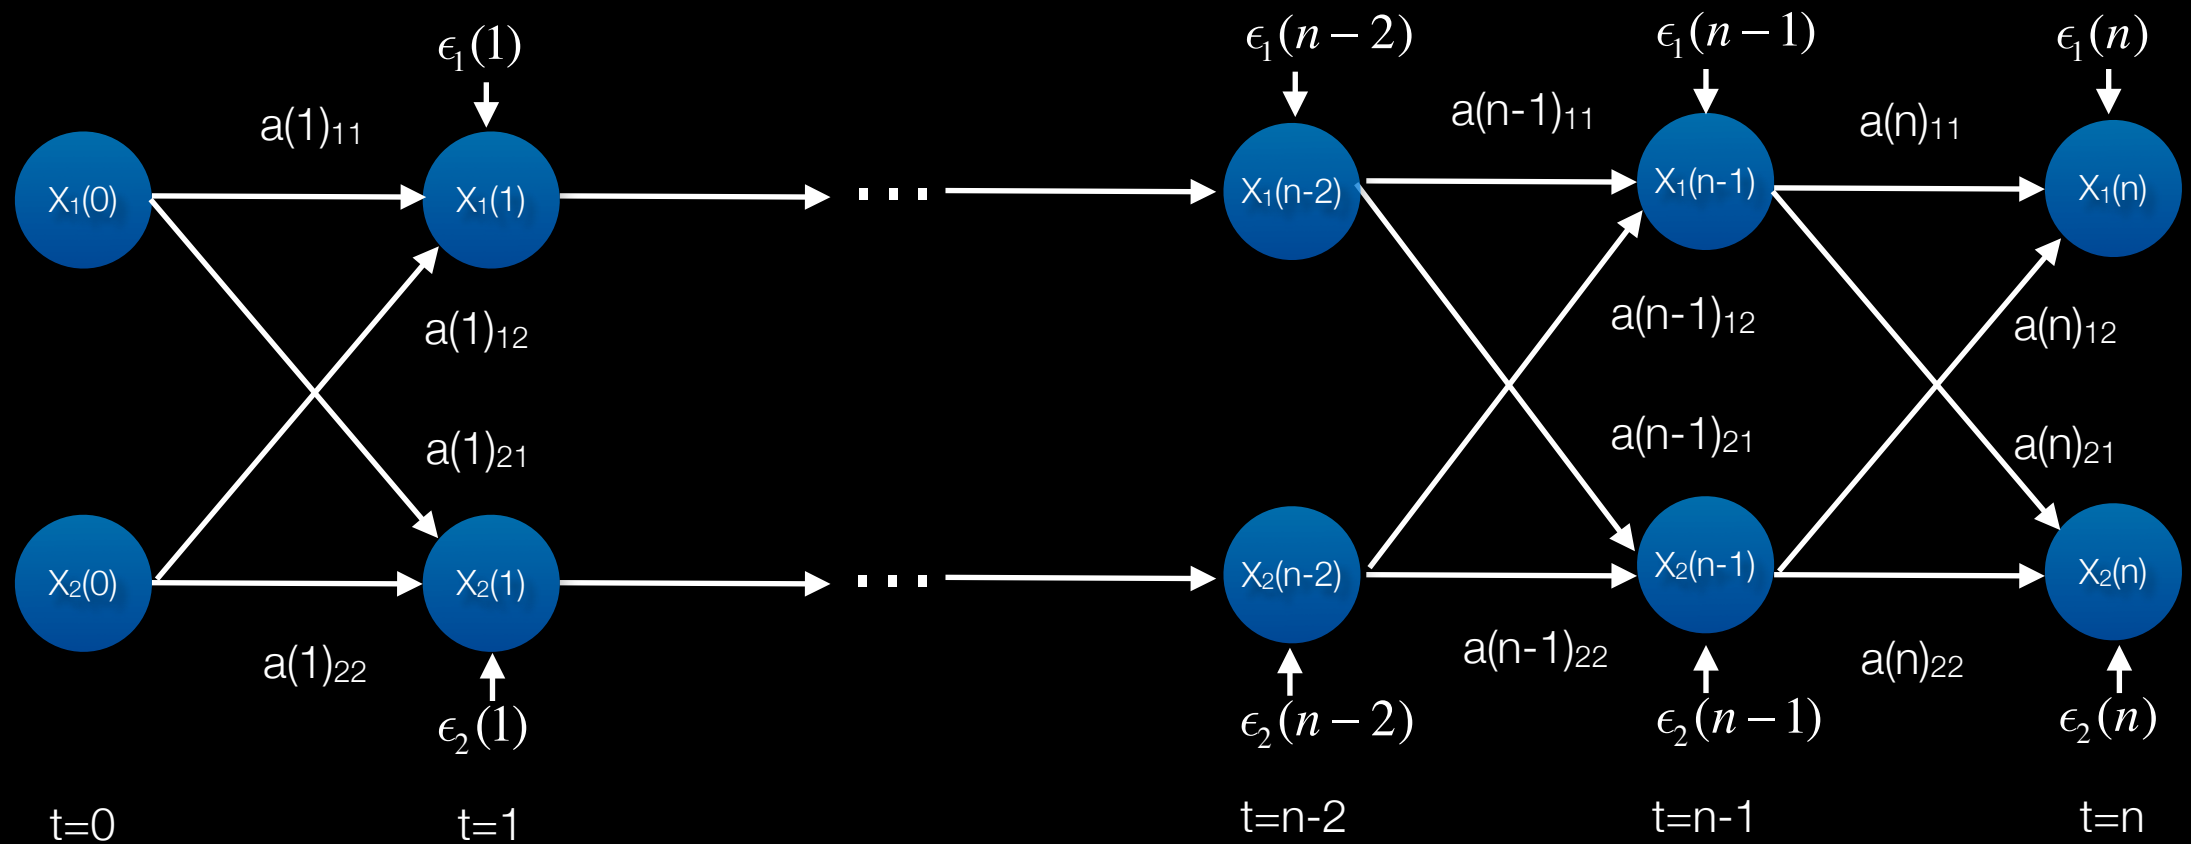 ϵ₁(1) ϵ₁(n − 2) ϵ₁(n − 1) ϵ₁(n)
a(1)₁₁ a(n-1)₁₁ a(n)₁₁
X₁(0) X₁(1) ... X₁(n-2) X₁(n-1) X₁(n)
a(1)₁₂ a(n-1)₁₂ a(n)₁₂
a(1)₂₁ a(n-1)₂₁ a(n)₂₁
X₂(0) X₂(1) ... X₂(n-2) X₂(n-1) X₂(n)
a(1)₂₂ a(n-1)₂₂ a(n)₂₂
ϵ₂(1) ϵ₂(n − 2) ϵ₂(n − 1) ϵ₂(n)
t=0 t=1 t=n-2 t=n-1 t=n